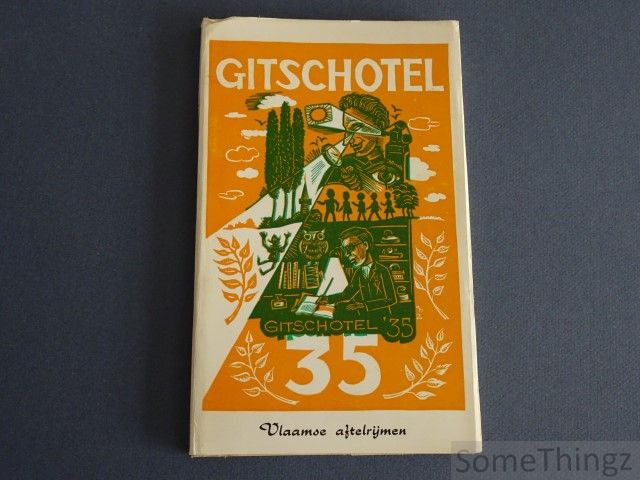 GITSCHOTEL
GITSCHOTEL '35
35
Vlaamse aftelrijmen
SomeThingz